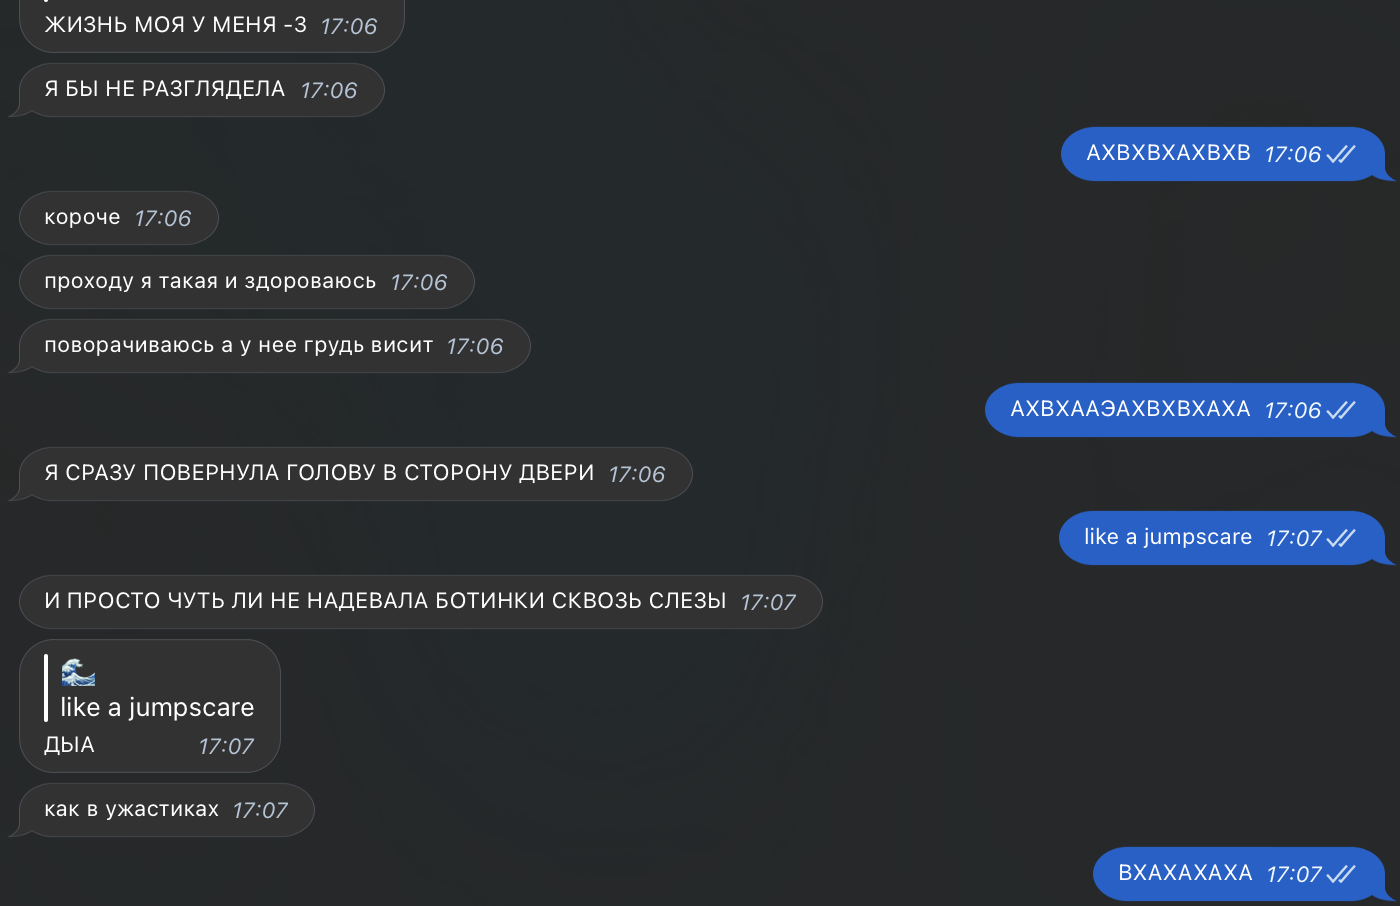 ЖИЗНЬ МОЯ У МЕНЯ -3 17:06
Я БЫ НЕ РАЗГЛЯДЕЛА 17:06
АХВХВХАХВХВ 17:06
короче 17:06
проходу я такая и здороваюсь 17:06
поворачиваюсь а у нее грудь висит 17:06
АХВХААЭАХВХВХАХА 17:06
Я СРАЗУ ПОВЕРНУЛА ГОЛОВУ В СТОРОНУ ДВЕРИ 17:06
like a jumpscare 17:07
И ПРОСТО ЧУТЬ ЛИ НЕ НАДЕВАЛА БОТИНКИ СКВОЗЬ СЛЕЗЫ 17:07
🌊
like a jumpscare
ДЫА 17:07
как в ужастиках 17:07
ВХАХАХАХА 17:07